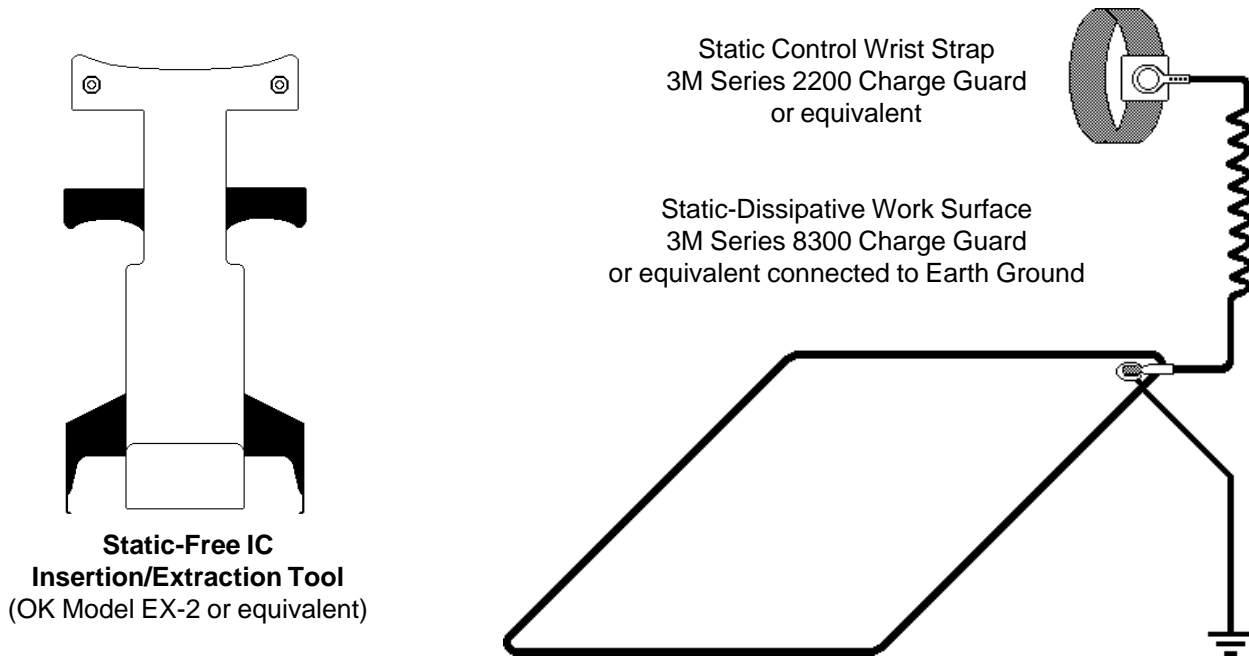 Static Control Wrist Strap
3M Series 2200 Charge Guard
or equivalent
Static-Dissipative Work Surface
3M Series 8300 Charge Guard
or equivalent connected to Earth Ground
Static-Free IC
Insertion/Extraction Tool
(OK Model EX-2 or equivalent)